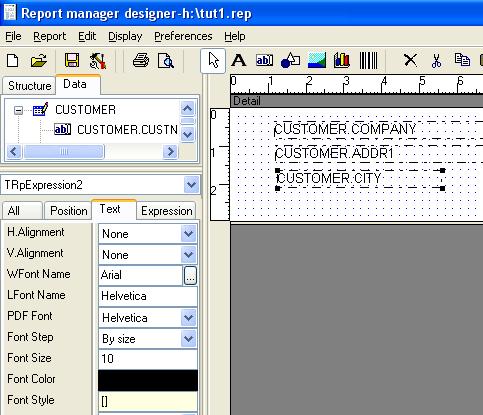 Report manager designer-h:\tut1.rep
File Report Edit Display Preferences Help
A ab|
Structure Data
CUSTOMER
ab| CUSTOMER.CUSTN
TRpExpression2
All Position Text Expression
H.Alignment None
V.Alignment None
WFont Name Arial ...
LFont Name Helvetica
PDF Font Helvetica
Font Step By size
Font Size 10
Font Color
Font Style []
0 1 2 3 4 5 6
Detail
0
1
2
CUSTOMER.COMPANY
CUSTOMER.ADDR1
CUSTOMER.CITY